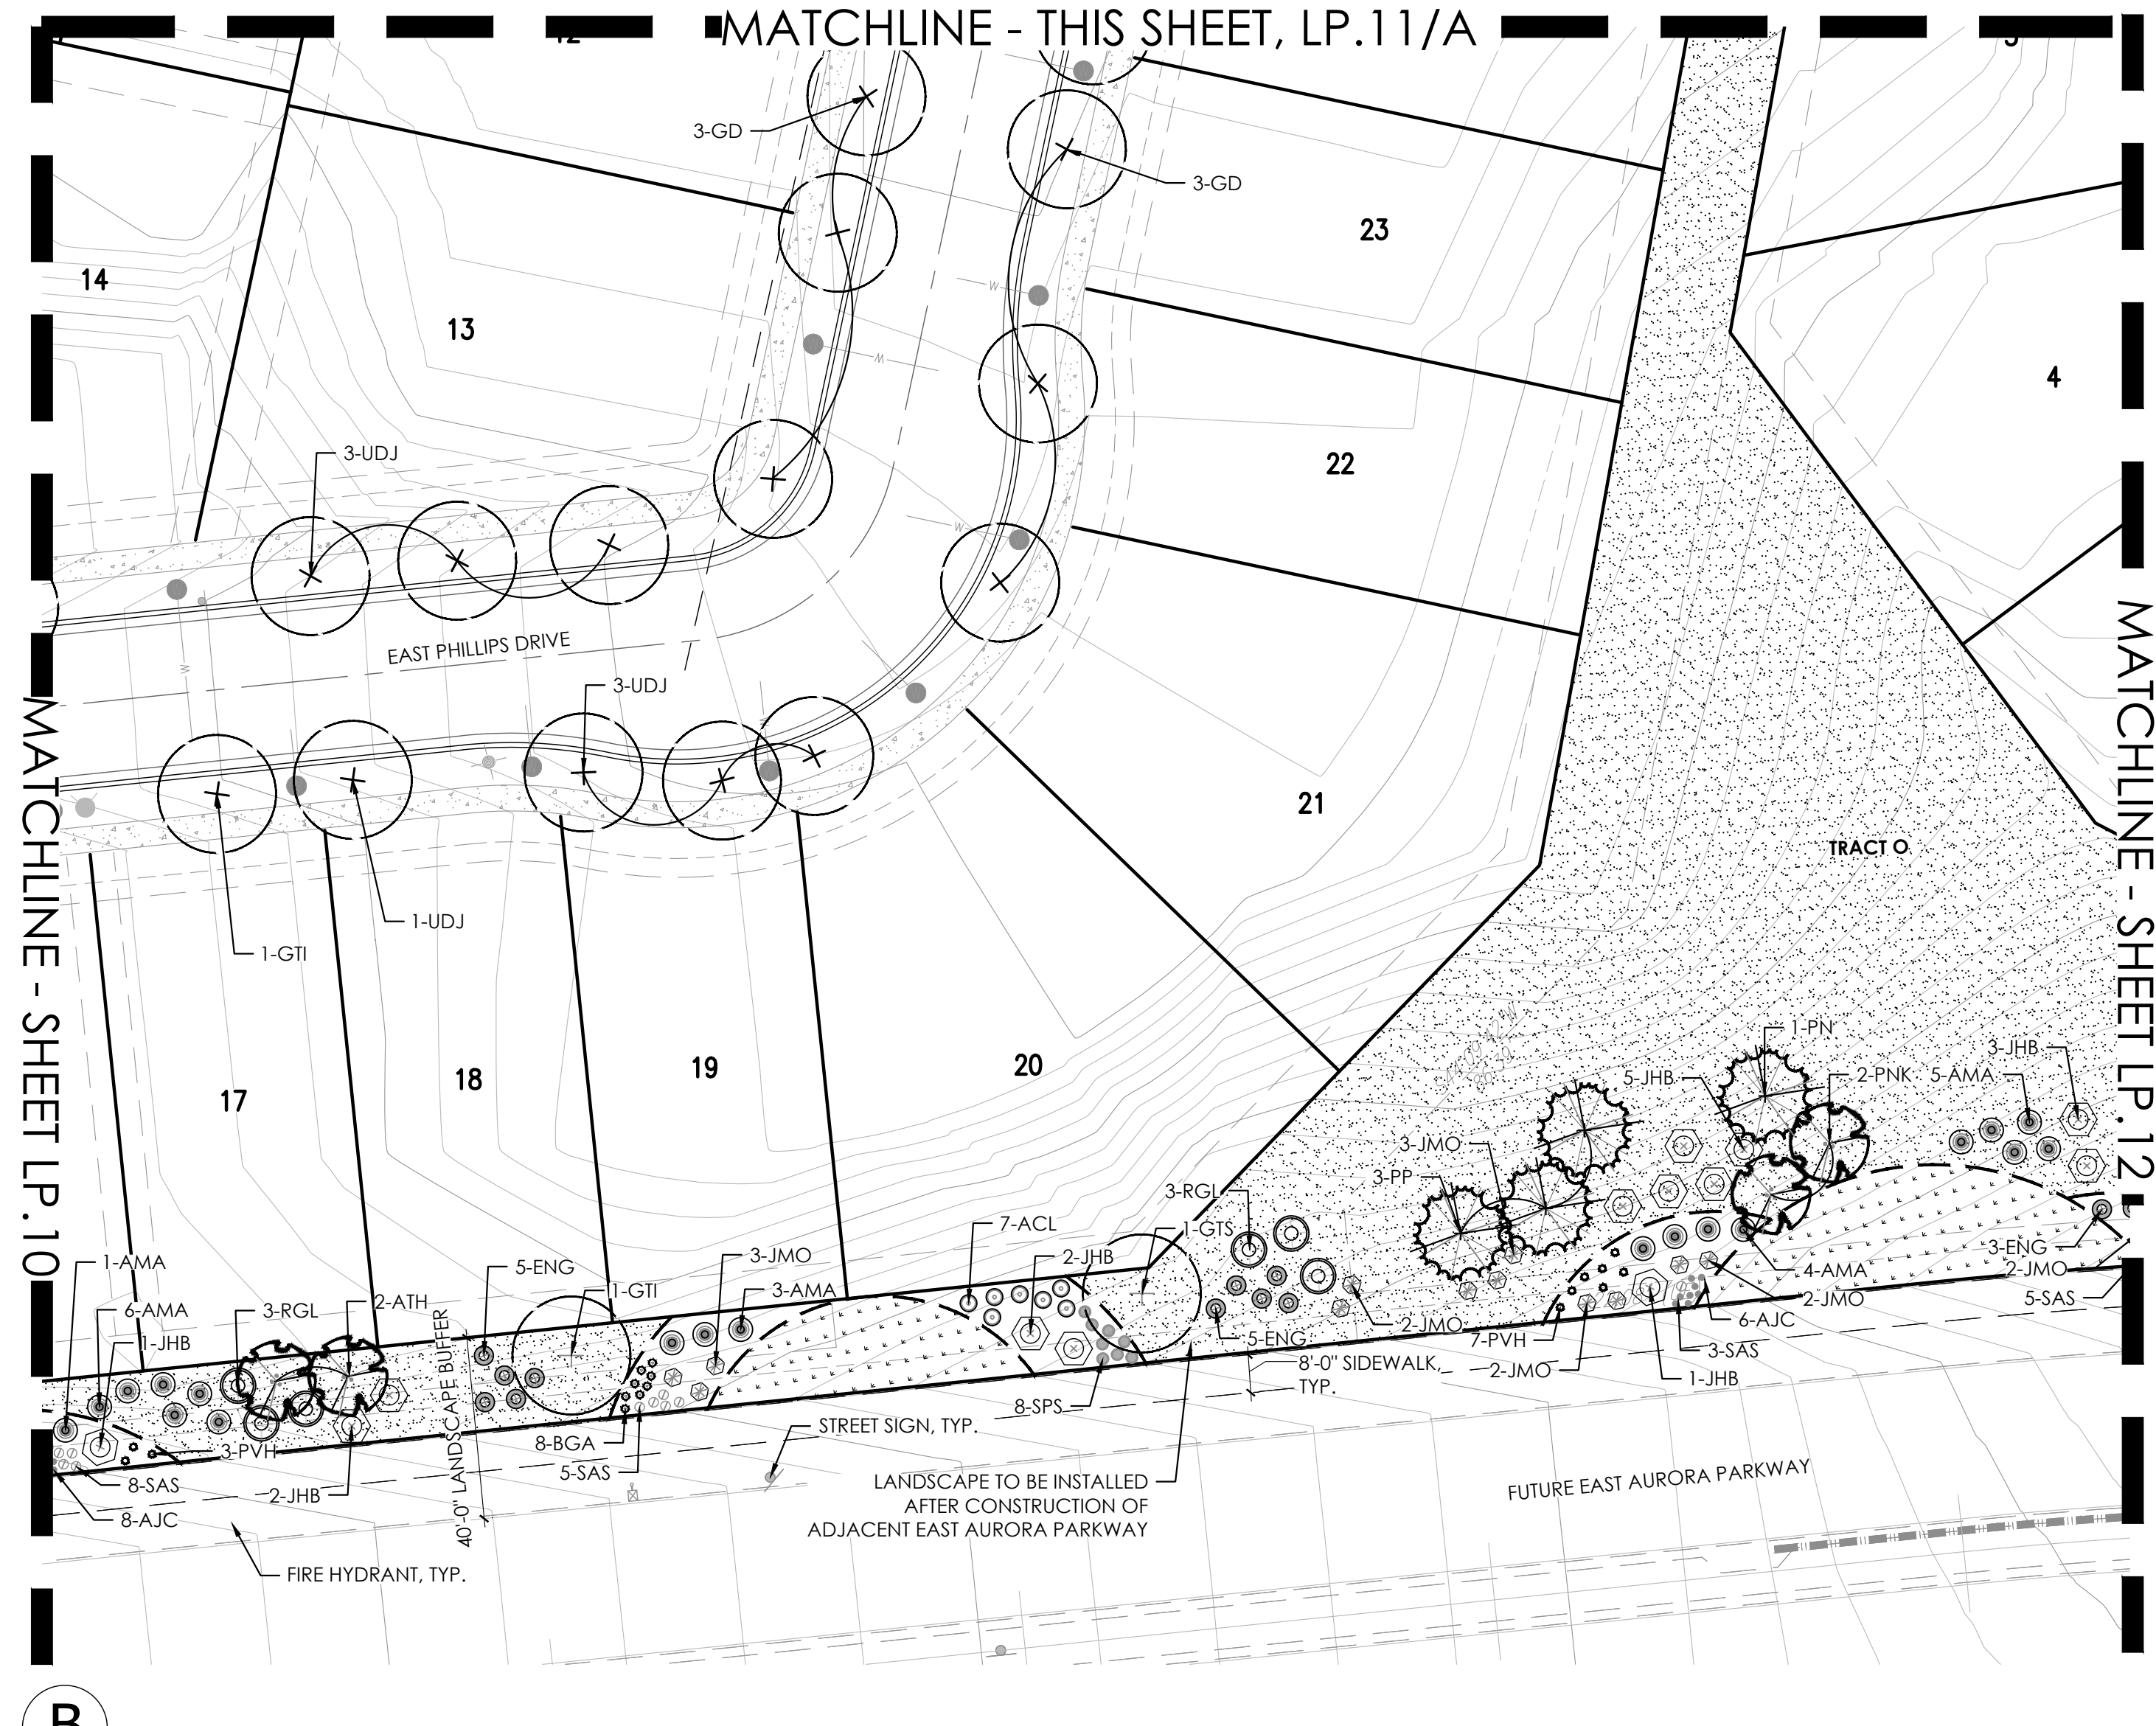 MATCHLINE - THIS SHEET, LP.11/A
3-GD
3-GD
23
14
13
4
3-UDJ
22
W
W
W
W
EAST PHILLIPS DRIVE
3-UDJ
21
TRACT O
1-UDJ
1-GTI
MATCHLINE - SHEET LP.10
MATCHLINE - SHEET LP.12
1-PN
3-JHB
5-JHB
2-PNK
5-AMA
20
19
18
17
3-JMO
3-PP
3-RGL
7-ACL
1-GTS
2-JHB
3-JMO
1-AMA
5-ENG
1-GTI
3-AMA
3-ENG
4-AMA
2-JMO
6-AMA
3-RGL
2-ATH
2-JMO
5-SAS
1-JHB
6-AJC
2-JMO
5-ENG
7-PVH
3-SAS
8'-0" SIDEWALK,
TYP.
2-JMO
1-JHB
40'-0" LANDSCAPE BUFFER
8-SPS
STREET SIGN, TYP.
8-BGA
3-PVH
5-SAS
8-SAS
2-JHB
8-AJC
LANDSCAPE TO BE INSTALLED
AFTER CONSTRUCTION OF
ADJACENT EAST AURORA PARKWAY
FUTURE EAST AURORA PARKWAY
FIRE HYDRANT, TYP.
B